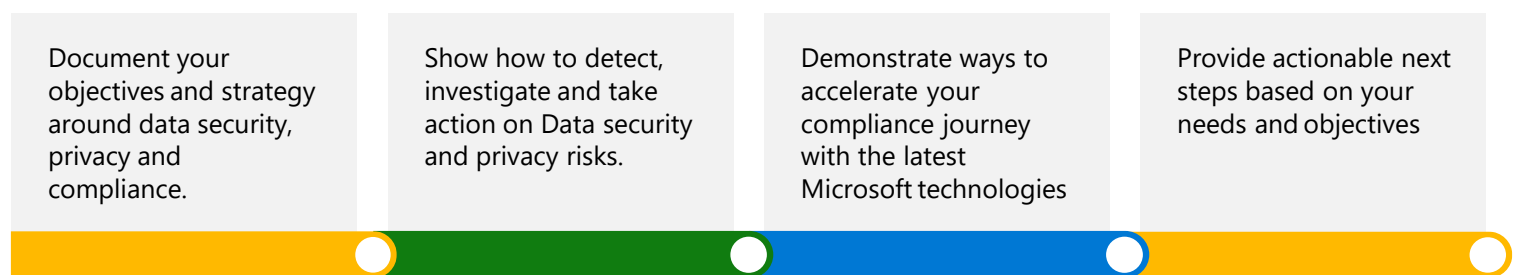 Document your
objectives and strategy
around data security,
privacy and
compliance.
Show how to detect,
investigate and take
action on Data security
and privacy risks.
Demonstrate ways to
accelerate your
compliance journey
with the latest
Microsoft technologies
Provide actionable next
steps based on your
needs and objectives